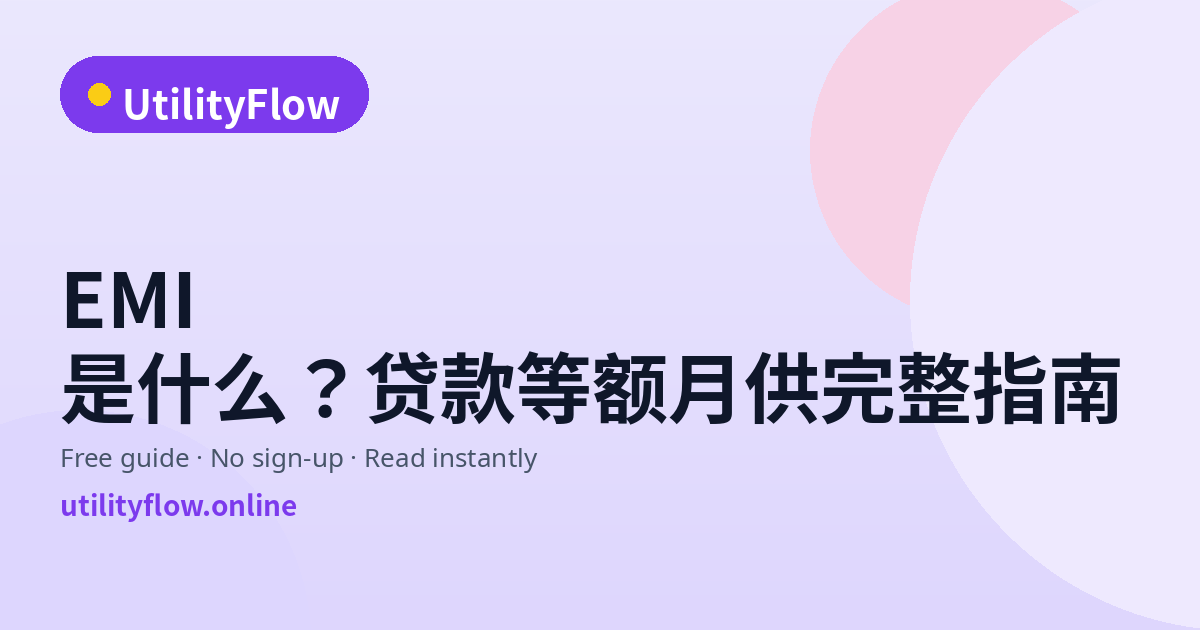 UtilityFlow
EMI
是什么？贷款等额月供完整指南
Free guide · No sign-up · Read instantly
utilityflow.online